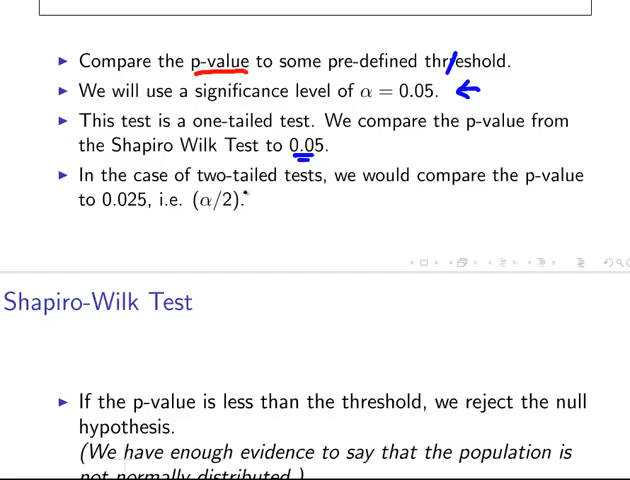 ▶ Compare the p-value to some pre-defined threshold.
▶ We will use a significance level of α = 0.05.
▶ This test is a one-tailed test. We compare the p-value from
the Shapiro Wilk Test to 0.05.
▶ In the case of two-tailed tests, we would compare the p-value
to 0.025, i.e. (α/2).
Shapiro-Wilk Test
▶ If the p-value is less than the threshold, we reject the null
hypothesis.
(We have enough evidence to say that the population is
not normally distributed.)